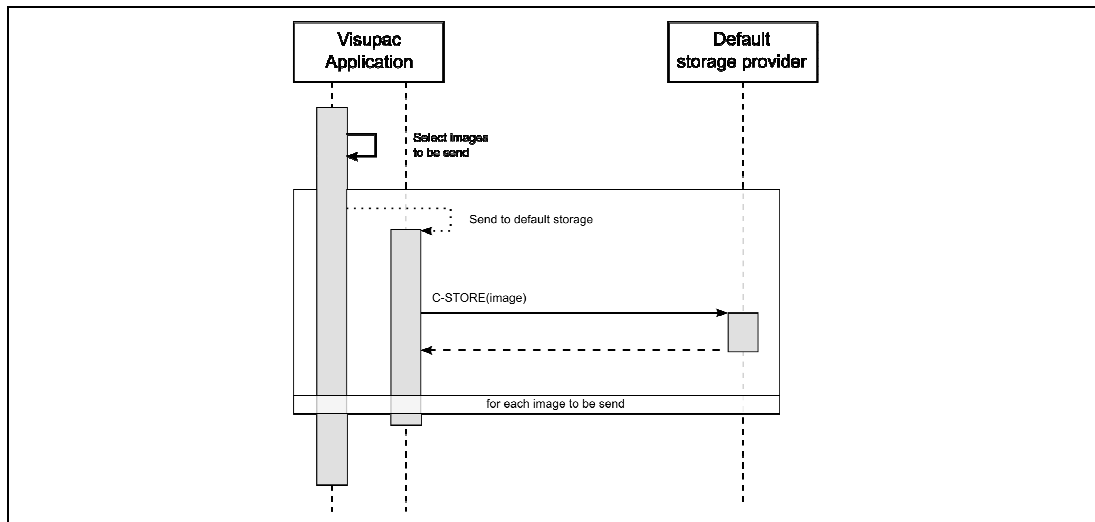 Visupac
Application
Default
storage provider
Select images
to be send
Send to default storage
C-STORE(image)
for each image to be send